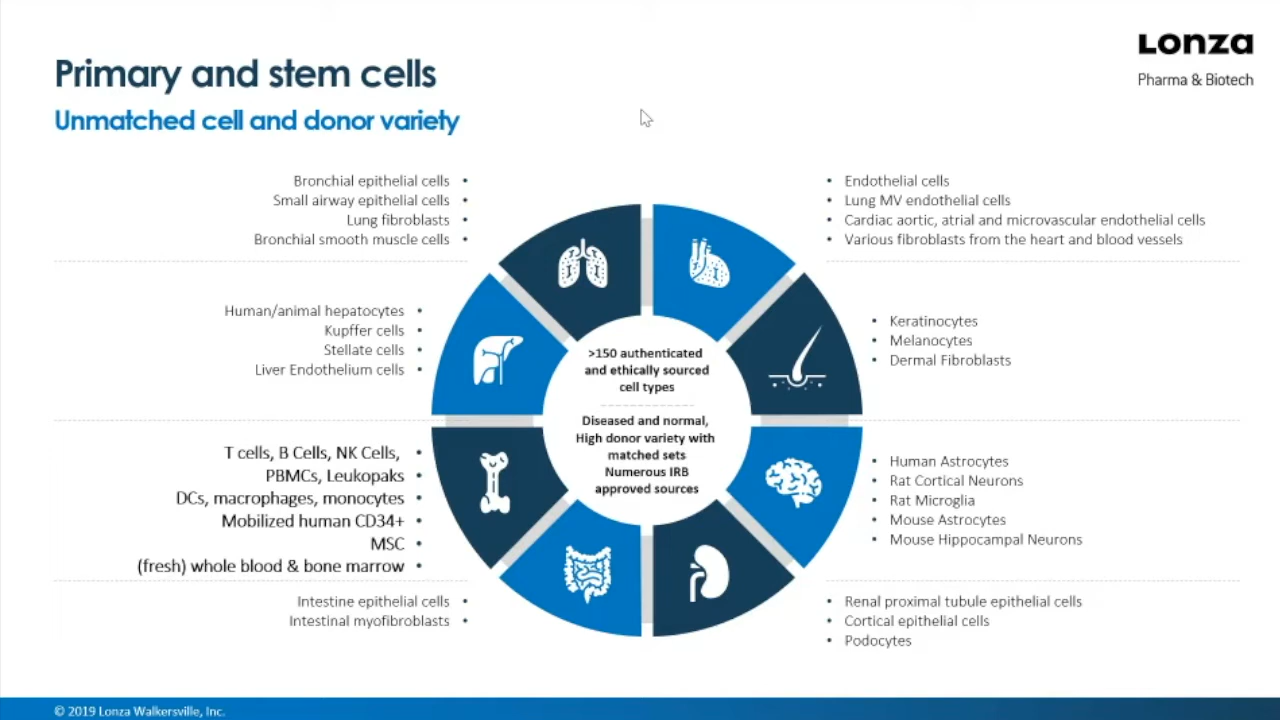 Lonza
Pharma & Biotech
Primary and stem cells
Unmatched cell and donor variety
Bronchial epithelial cells •
Small airway epithelial cells •
Lung fibroblasts •
Bronchial smooth muscle cells •
• Endothelial cells
• Lung MV endothelial cells
• Cardiac aortic, atrial and microvascular endothelial cells
• Various fibroblasts from the heart and blood vessels
Human/animal hepatocytes •
Kupffer cells •
Stellate cells •
Liver Endothelium cells •
• Keratinocytes
• Melanocytes
• Dermal Fibroblasts
>150 authenticated
and ethically sourced
cell types
Diseased and normal,
High donor variety with
matched sets
Numerous IRB
approved sources
T cells, B Cells, NK Cells, •
PBMCs, Leukopaks •
DCs, macrophages, monocytes •
Mobilized human CD34+ •
MSC •
(fresh) whole blood & bone marrow •
• Human Astrocytes
• Rat Cortical Neurons
• Rat Microglia
• Mouse Astrocytes
• Mouse Hippocampal Neurons
Intestine epithelial cells •
Intestinal myofibroblasts •
• Renal proximal tubule epithelial cells
• Cortical epithelial cells
• Podocytes
© 2019 Lonza Walkersville, Inc.